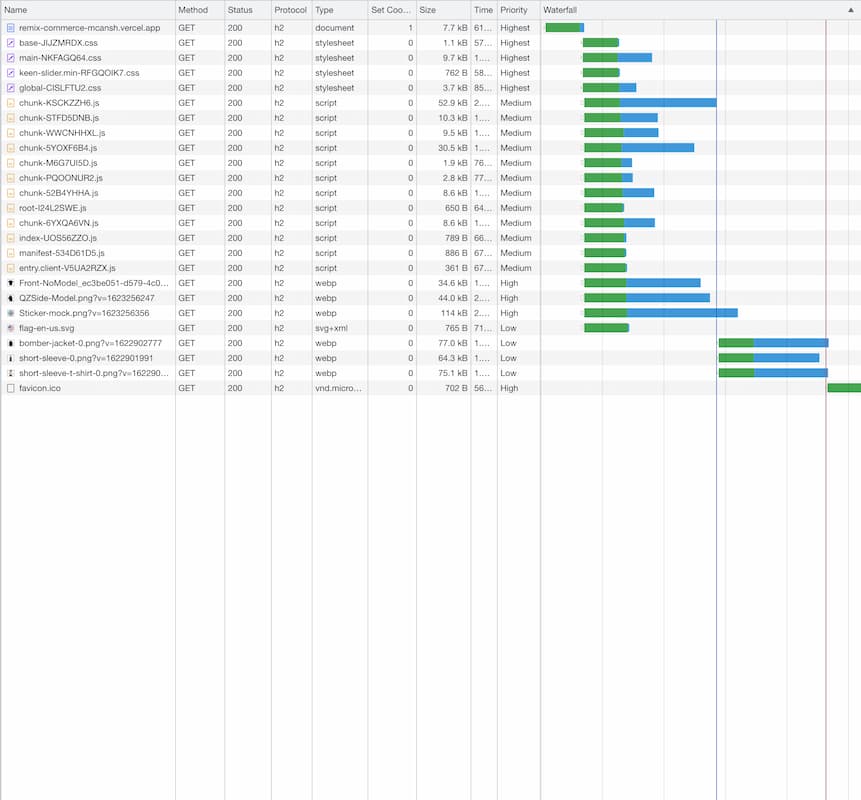 Name Method Status Protocol Type Set Coo... Size Time Priority Waterfall
remix-commerce-mcansh.vercel.app GET 200 h2 document 1 7.7 kB 61... Highest
base-JIJZMRDX.css GET 200 h2 stylesheet 0 1.1 kB 57... Highest
main-NKFAGQ64.css GET 200 h2 stylesheet 0 9.7 kB 1.... Highest
keen-slider.min-RFGQOIK7.css GET 200 h2 stylesheet 0 762 B 58... Highest
global-CISLFTU2.css GET 200 h2 stylesheet 0 3.7 kB 85... Highest
chunk-KSCKZZH6.js GET 200 h2 script 0 52.9 kB 2.... Medium
chunk-STFD5DNB.js GET 200 h2 script 0 10.3 kB 1.... Medium
chunk-WWCNHHXL.js GET 200 h2 script 0 9.5 kB 1.... Medium
chunk-5YOXF6B4.js GET 200 h2 script 0 30.5 kB 1.... Medium
chunk-M6G7UI5D.js GET 200 h2 script 0 1.9 kB 76... Medium
chunk-PQOONUR2.js GET 200 h2 script 0 2.8 kB 77... Medium
chunk-52B4YHHA.js GET 200 h2 script 0 8.6 kB 1.... Medium
root-I24L2SWE.js GET 200 h2 script 0 650 B 64... Medium
chunk-6YXQA6VN.js GET 200 h2 script 0 8.6 kB 1.... Medium
index-UOS56ZZO.js GET 200 h2 script 0 789 B 66... Medium
manifest-534D61D5.js GET 200 h2 script 0 886 B 67... Medium
entry.client-V5UA2RZX.js GET 200 h2 script 0 361 B 67... Medium
Front-NoModel_ec3be051-d579-4c0... GET 200 h2 webp 0 34.6 kB 1.... High
QZSide-Model.png?v=1623256247 GET 200 h2 webp 0 44.0 kB 2.... High
Sticker-mock.png?v=1623256356 GET 200 h2 webp 0 114 kB 2.... High
flag-en-us.svg GET 200 h2 svg+xml 0 765 B 71... Low
bomber-jacket-0.png?v=1622902777 GET 200 h2 webp 0 77.0 kB 1.... Low
short-sleeve-0.png?v=1622901991 GET 200 h2 webp 0 64.3 kB 1.... Low
short-sleeve-t-shirt-0.png?v=162290... GET 200 h2 webp 0 75.1 kB 1.... Low
favicon.ico GET 200 h2 vnd.micro... 0 702 B 56... High